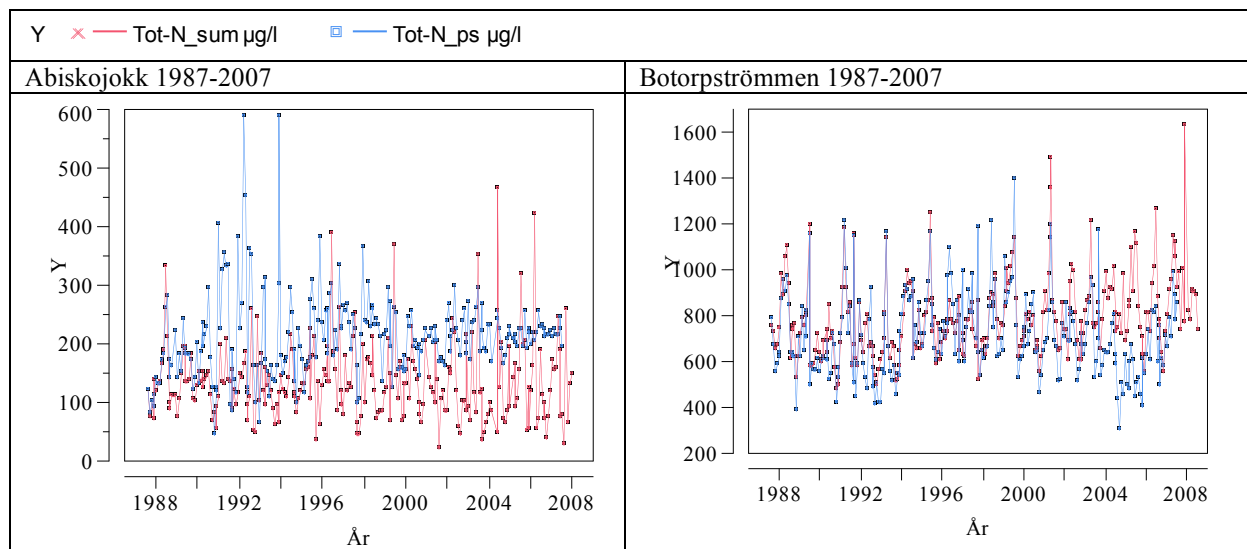 Y Tot-N_sum µg/l Tot-N_ps µg/l
Abiskojokk 1987-2007
Botorpströmmen 1987-2007
600
500
400
300
200
100
0
Y
1988 1992 1996 2000 2004 2008
År
1600
1400
1200
1000
800
600
400
200
Y
1988 1992 1996 2000 2004 2008
År